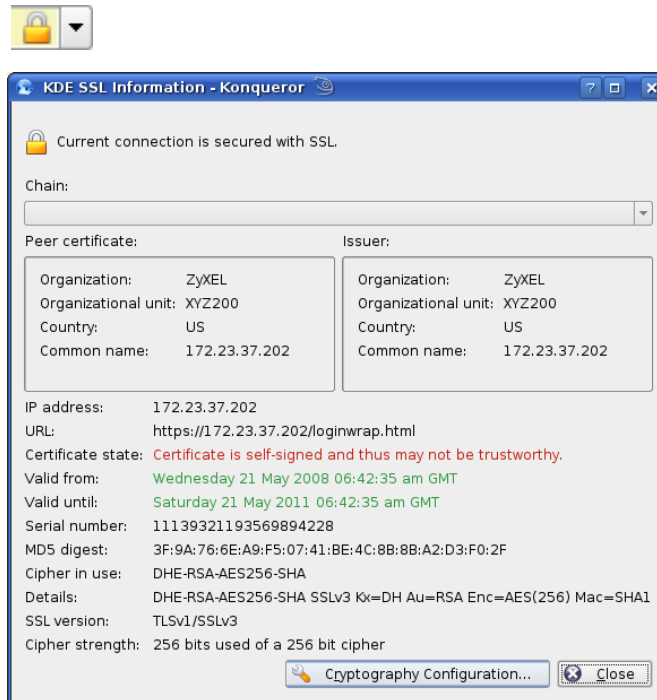 KDE SSL Information - Konqueror
Current connection is secured with SSL.
Chain:
Peer certificate: Issuer:
Organization: ZyXEL Organization: ZyXEL
Organizational unit: XYZ200 Organizational unit: XYZ200
Country: US Country: US
Common name: 172.23.37.202 Common name: 172.23.37.202
IP address: 172.23.37.202
URL: https://172.23.37.202/loginwrap.html
Certificate state: Certificate is self-signed and thus may not be trustworthy.
Valid from: Wednesday 21 May 2008 06:42:35 am GMT
Valid until: Saturday 21 May 2011 06:42:35 am GMT
Serial number: 11139321193569894228
MD5 digest: 3F:9A:76:6E:A9:F5:07:41:BE:4C:8B:8B:A2:D3:F0:2F
Cipher in use: DHE-RSA-AES256-SHA
Details: DHE-RSA-AES256-SHA SSLv3 Kx=DH Au=RSA Enc=AES(256) Mac=SHA1
SSL version: TLSv1/SSLv3
Cipher strength: 256 bits used of a 256 bit cipher
Cryptography Configuration... Close